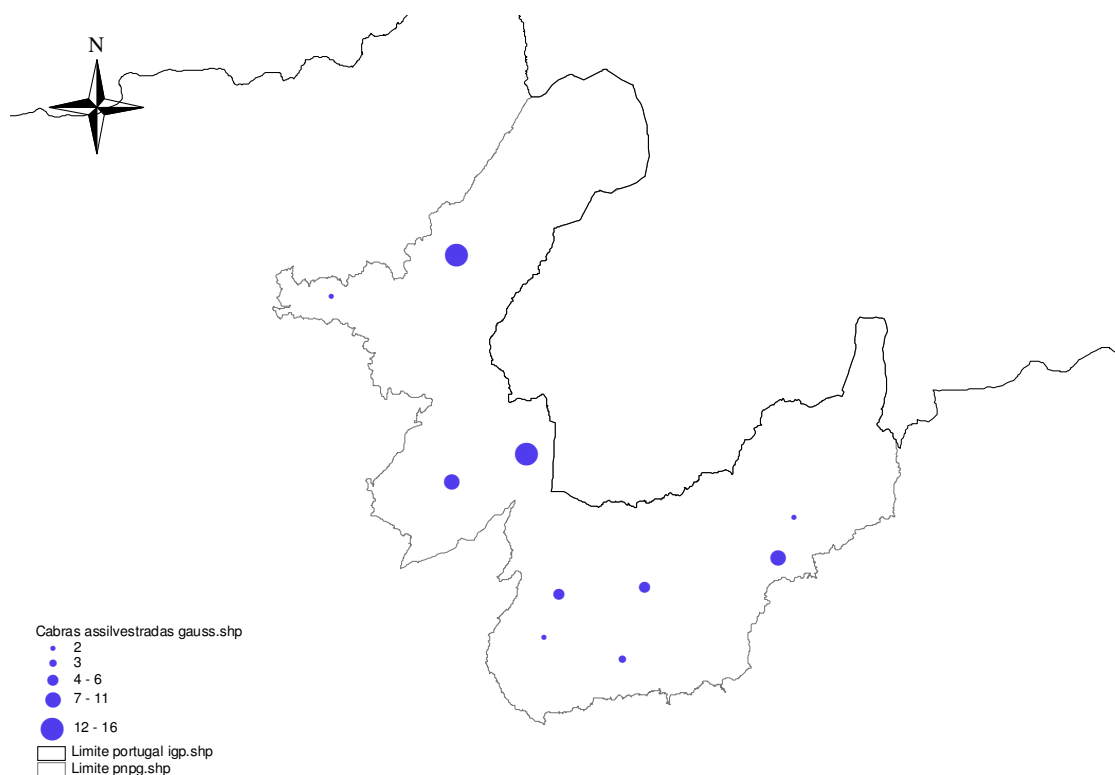 N
Cabras assilvestradas gauss.shp
2
3
4 - 6
7 - 11
12 - 16
Limite portugal igp.shp
Limite pnpg.shp